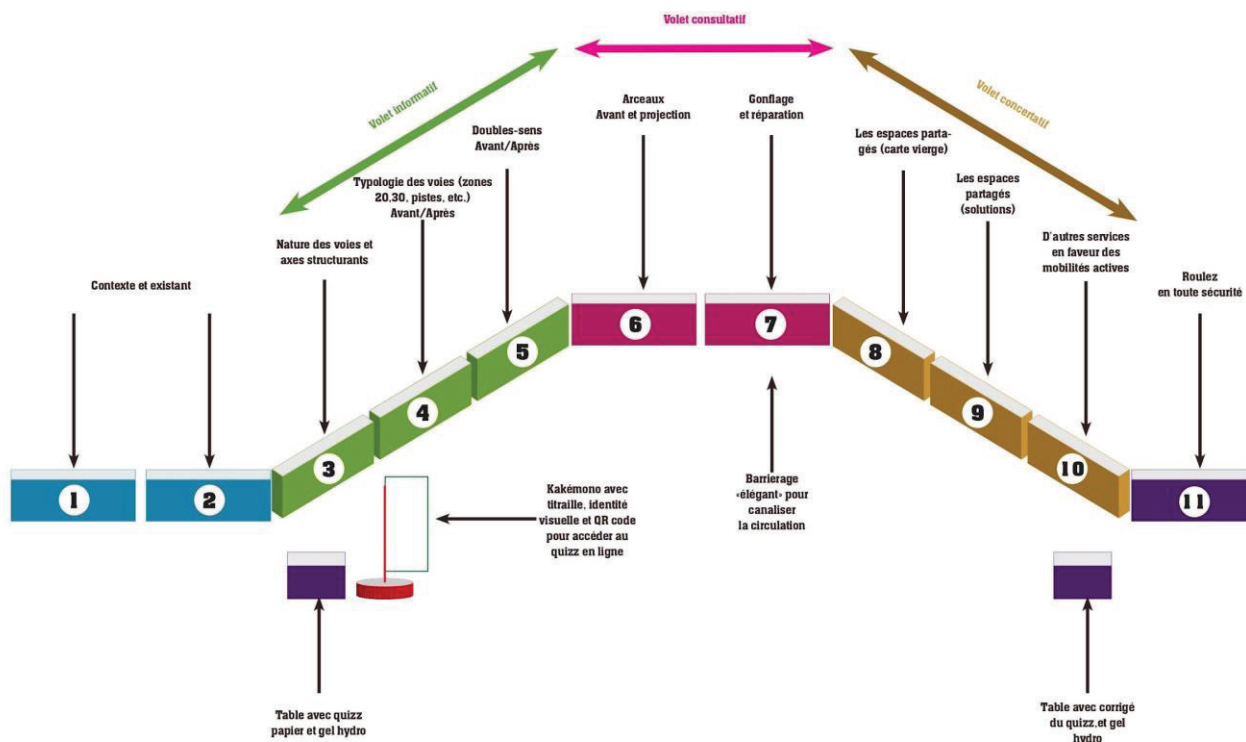 Volet consultatif
Volet informatif
Volet concertatif
Arceaux
Avant et projection
Gonflage
et réparation
Doubles-sens
Avant/Après
Les espaces parta-
gés (carte vierge)
Typologie des voies (zones
20,30, pistes, etc.)
Avant/Après
Les espaces
partagés
(solutions)
Nature des voies et
axes structurants
D'autres services
en faveur des
mobilités actives
Contexte et existant
Roulez
en toute sécurité
1
2
3
4
5
6
7
8
9
10
11
Kakémono avec
titraille, identité
visuelle et QR code
pour accéder au
quizz en ligne
Barrierage
«élégant» pour
canaliser
la circulation
Table avec quizz
papier et gel hydro
Table avec corrigé
du quizz,et gel
hydro